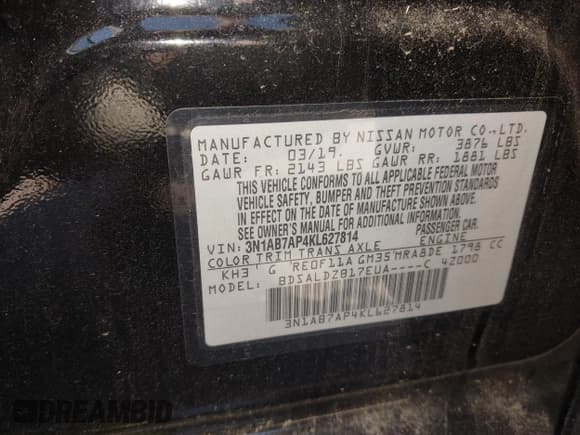 MANUFACTURED BY NISSAN MOTOR CO.,LTD.
DATE: 03/19. GVWR: 3876 LBS
GAWR FR: 2143 LBS GAWR RR: 1881 LBS
THIS VEHICLE CONFORMS TO ALL APPLICABLE FEDERAL MOTOR
VEHICLE SAFETY, BUMPER AND THEFT PREVENTION STANDARDS
IN EFFECT ON THE DATE OF MANUFACTURE SHOWN ABOVE.
SEE OWNER'S MANUAL FOR ADDITIONAL INFORMATION.
VIN: 3N1AB7AP4KL627814 PASSENGER CAR.
COLOR TRIM TRANS AXLE ENGINE
KH3 G RE0F11A GM35 MRA8DE 1798 CC
MODEL: BDSALDZB17EUA----C 42000
3N1AB7AP4KL627814
DREAMBID